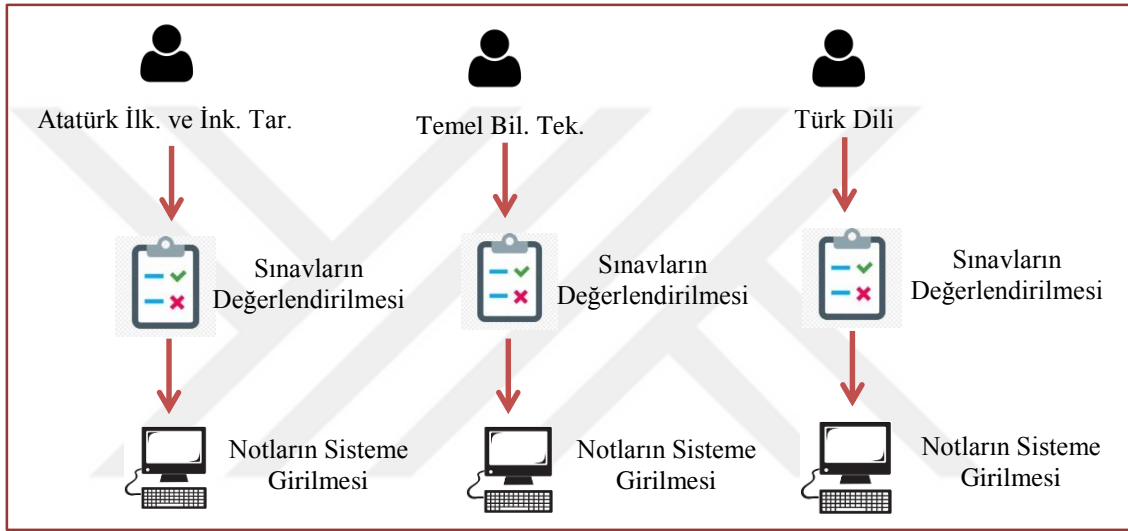 Atatürk İlk. ve İnk. Tar.
Temel Bil. Tek.
Türk Dili
Sınavların
Değerlendirilmesi
Sınavların
Değerlendirilmesi
Sınavların
Değerlendirilmesi
Notların Sisteme
Girilmesi
Notların Sisteme
Girilmesi
Notların Sisteme
Girilmesi